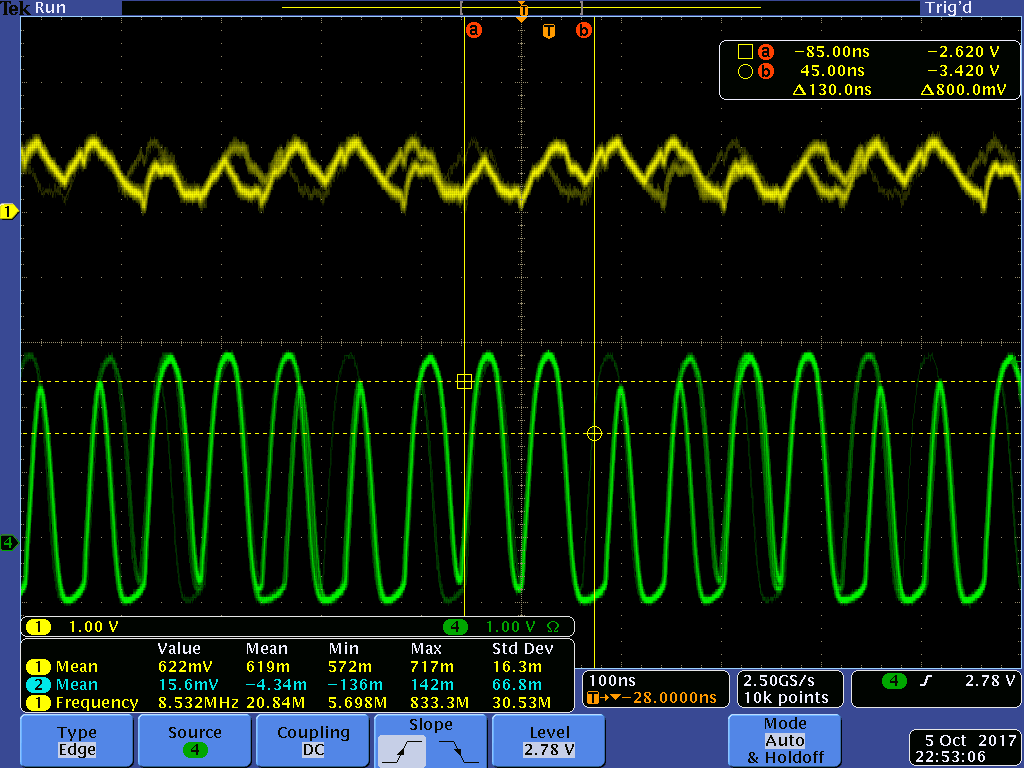 Tek Run Trig'd
T
a T b
a −85.00ns −2.620 V
b 45.00ns −3.420 V
Δ130.0ns Δ800.0mV
1
4
1 1.00 V 4 1.00 V Ω
Value Mean Min Max Std Dev
1 Mean 622mV 619m 572m 717m 16.3m
2 Mean 15.6mV −4.34m −136m 142m 66.8m
1 Frequency 8.532MHz 20.84M 5.698M 833.3M 30.53M
100ns
T→▼−28.0000ns
2.50GS/s
10k points
4 2.78 V
Type
Edge
Source
4
Coupling
DC
Slope
Level
2.78 V
Mode
Auto
& Holdoff
5 Oct 2017
22:53:06